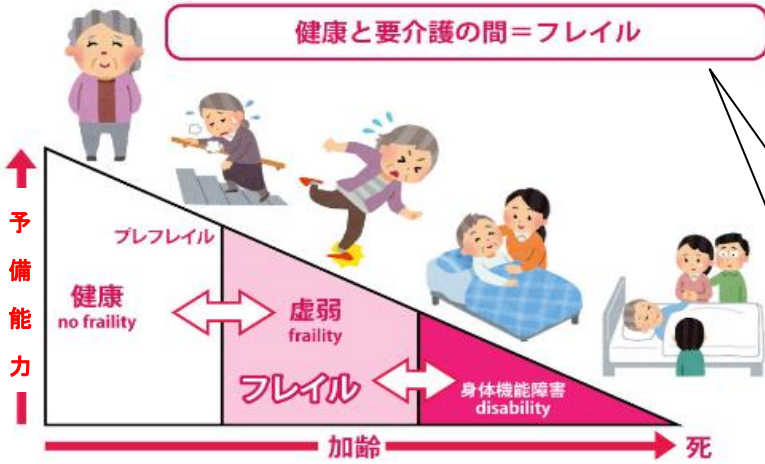 健康と要介護の間=フレイル
予備能力
プレフレイル
健康
no fraility
虚弱
fraility
フレイル
身体機能障害
disability
加齢
死